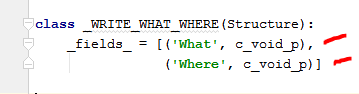 class _WRITE_WHAT_WHERE(Structure):
_fields_ = [('What', c_void_p),
('Where', c_void_p)]